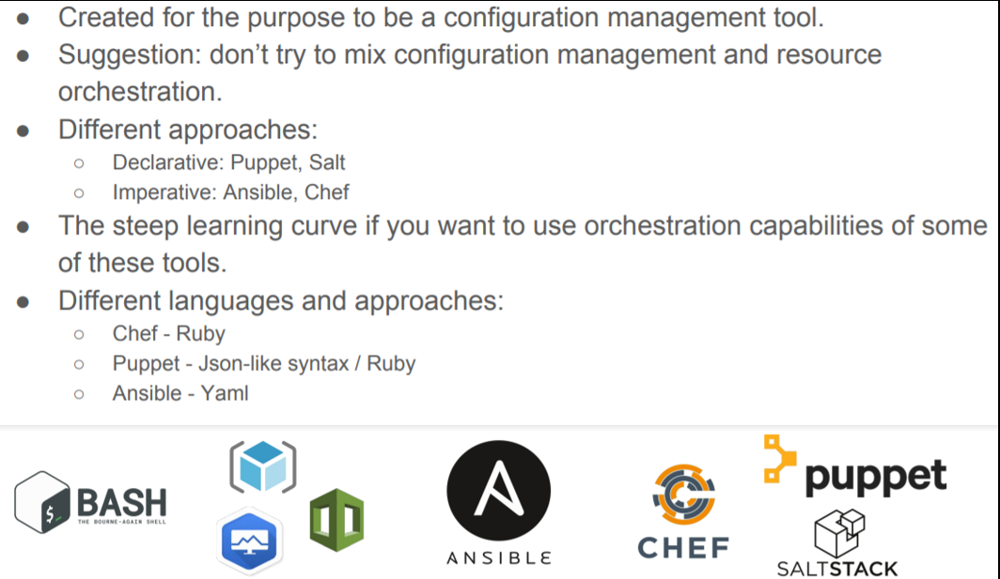 ● Created for the purpose to be a configuration management tool.
● Suggestion: don’t try to mix configuration management and resource
orchestration.
● Different approaches:
○ Declarative: Puppet, Salt
○ Imperative: Ansible, Chef
● The steep learning curve if you want to use orchestration capabilities of some
of these tools.
● Different languages and approaches:
○ Chef - Ruby
○ Puppet - Json-like syntax / Ruby
○ Ansible - Yaml
$_
BASH
THE BOURNE-AGAIN SHELL
ANSIBLE
CHEF
puppet
SALTSTACK